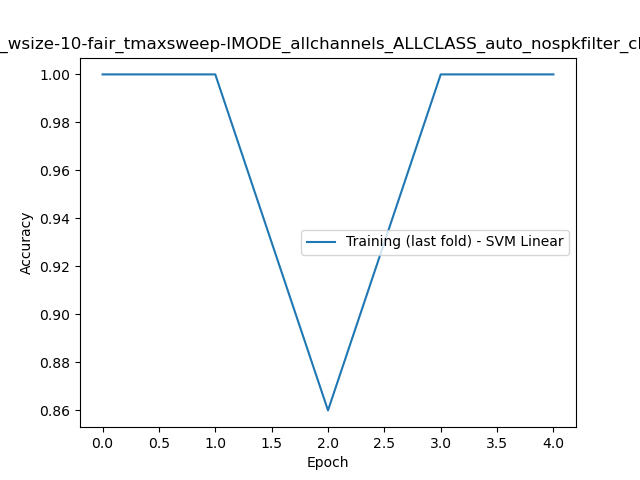 _wsize-10-fair_tmaxsweep-IMODE_allchannels_ALLCLASS_auto_nospkfilter_cl
1.00
0.98
0.96
0.94
0.92
0.90
0.88
0.86
Accuracy
Training (last fold) - SVM Linear
0.0 0.5 1.0 1.5 2.0 2.5 3.0 3.5 4.0
Epoch